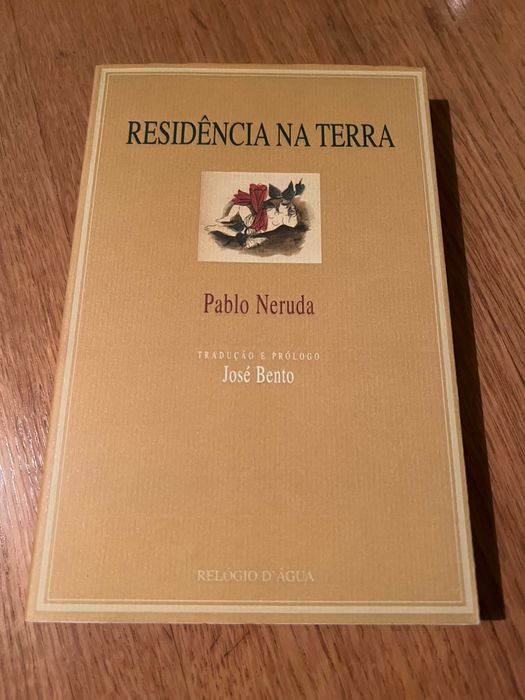 RESIDÊNCIA NA TERRA
Pablo Neruda
TRADUÇÃO E PRÓLOGO
José Bento
RELÓGIO D'ÁGUA